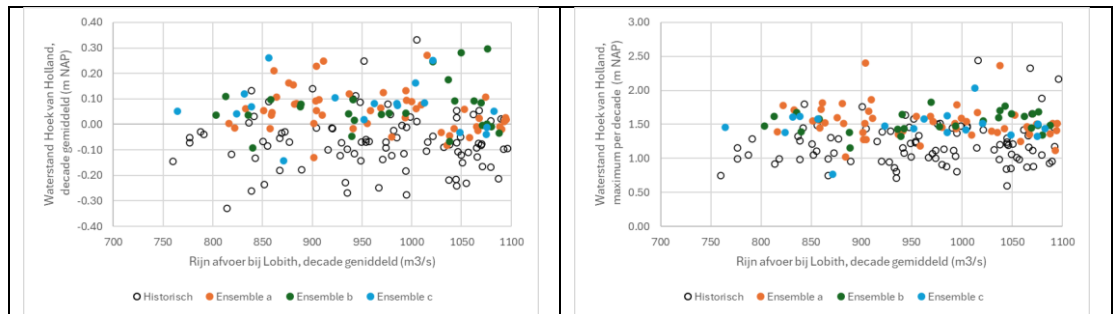 Waterstand Hoek van Holland,
decade gemiddeld (m NAP)
0.40
0.30
0.20
0.10
0.00
-0.10
-0.20
-0.30
-0.40
700 750 800 850 900 950 1000 1050 1100
Rijn afvoer bij Lobith, decade gemiddeld (m3/s)
Historisch Ensemble a Ensemble b Ensemble c
Waterstand Hoek van Holland,
maximum per decade (m NAP)
3.00
2.50
2.00
1.50
1.00
0.50
0.00
700 750 800 850 900 950 1000 1050 1100
Rijn afvoer bij Lobith, decade geniddeld (m3/s)
Historisch Ensemble a Ensemble b Ensemble c